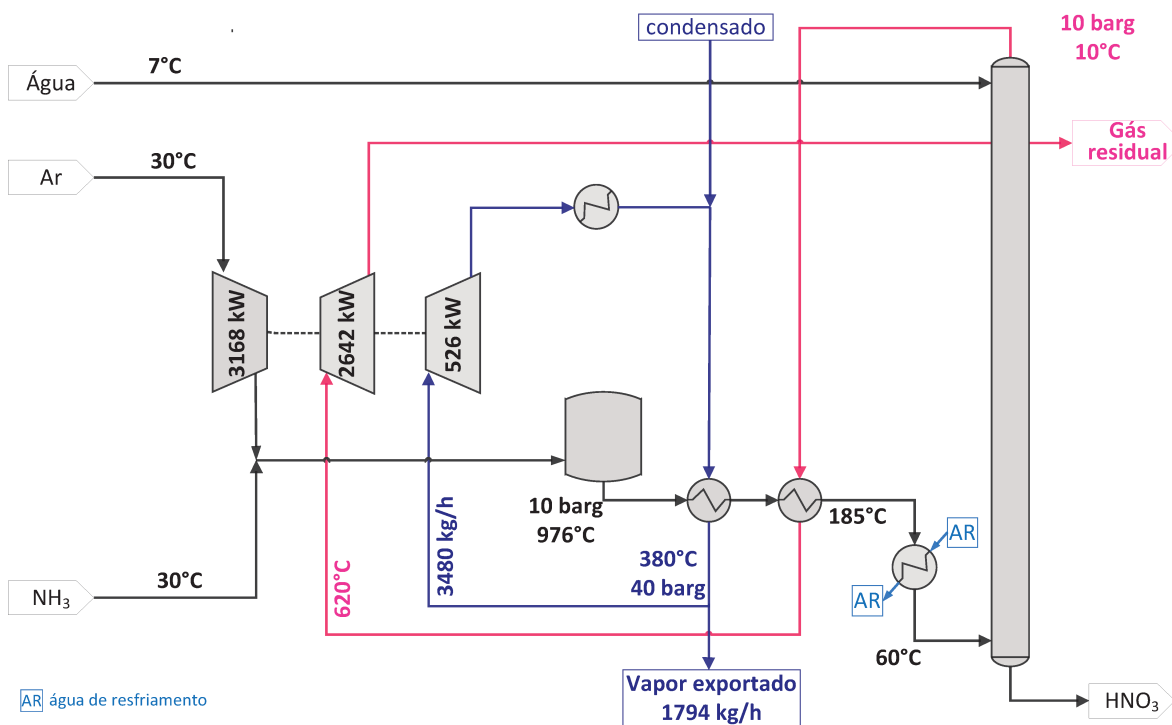 condensado
10 barg
10°C
Água
7°C
Gás
residual
Ar
30°C
3168 kW
2642 kW
526 kW
10 barg
976°C
185°C
AR
380°C
40 barg
3480 kg/h
620°C
NH₃
30°C
AR
60°C
Vapor exportado
1794 kg/h
HNO₃
AR água de resfriamento